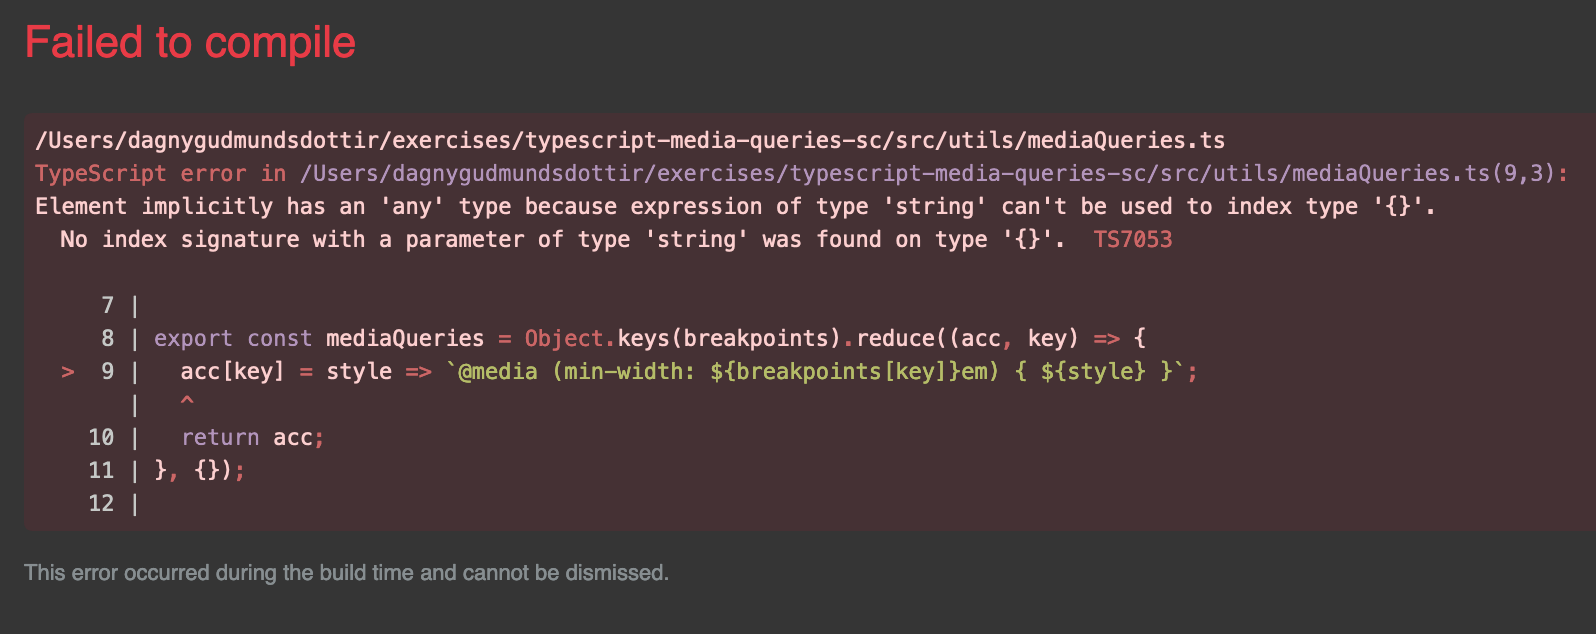 Failed to compile
/Users/dagnygudmundsdottir/exercises/typescript-media-queries-sc/src/utils/mediaQueries.ts
TypeScript error in /Users/dagnygudmundsdottir/exercises/typescript-media-queries-sc/src/utils/mediaQueries.ts(9,3):
Element implicitly has an 'any' type because expression of type 'string' can't be used to index type '{}'.
  No index signature with a parameter of type 'string' was found on type '{}'.  TS7053
     7 |
     8 | export const mediaQueries = Object.keys(breakpoints).reduce((acc, key) => {
  >  9 |   acc[key] = style => `@media (min-width: ${breakpoints[key]}em) { ${style} }`;
       |   ^
    10 |   return acc;
    11 | }, {});
    12 |
This error occurred during the build time and cannot be dismissed.